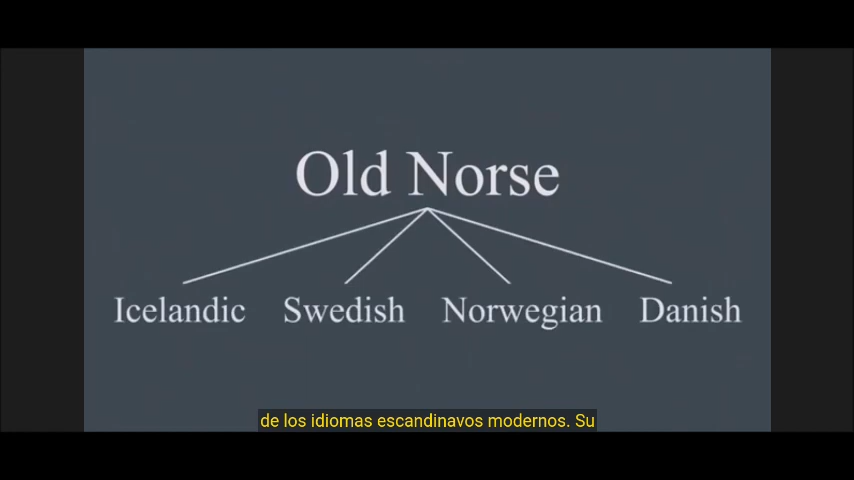 Old Norse
Icelandic Swedish Norwegian Danish
de los idiomas escandinavos modernos. Su